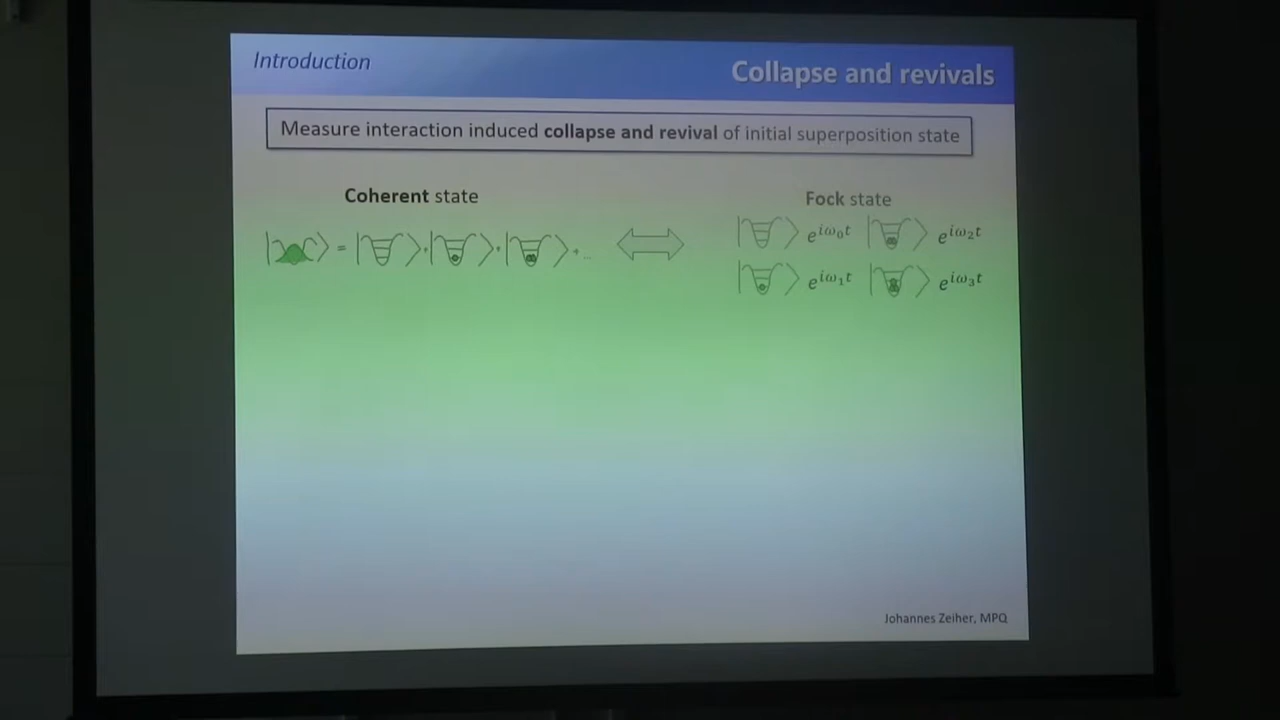 Introduction
Collapse and revivals
Measure interaction induced collapse and revival of initial superposition state
Coherent state
Fock state
| ⟩ = | ⟩+| ⟩+| ⟩+...
| ⟩ e^{iω₀t} | ⟩ e^{iω₂t}
| ⟩ e^{iω₁t} | ⟩ e^{iω₃t}
Johannes Zeiher, MPQ